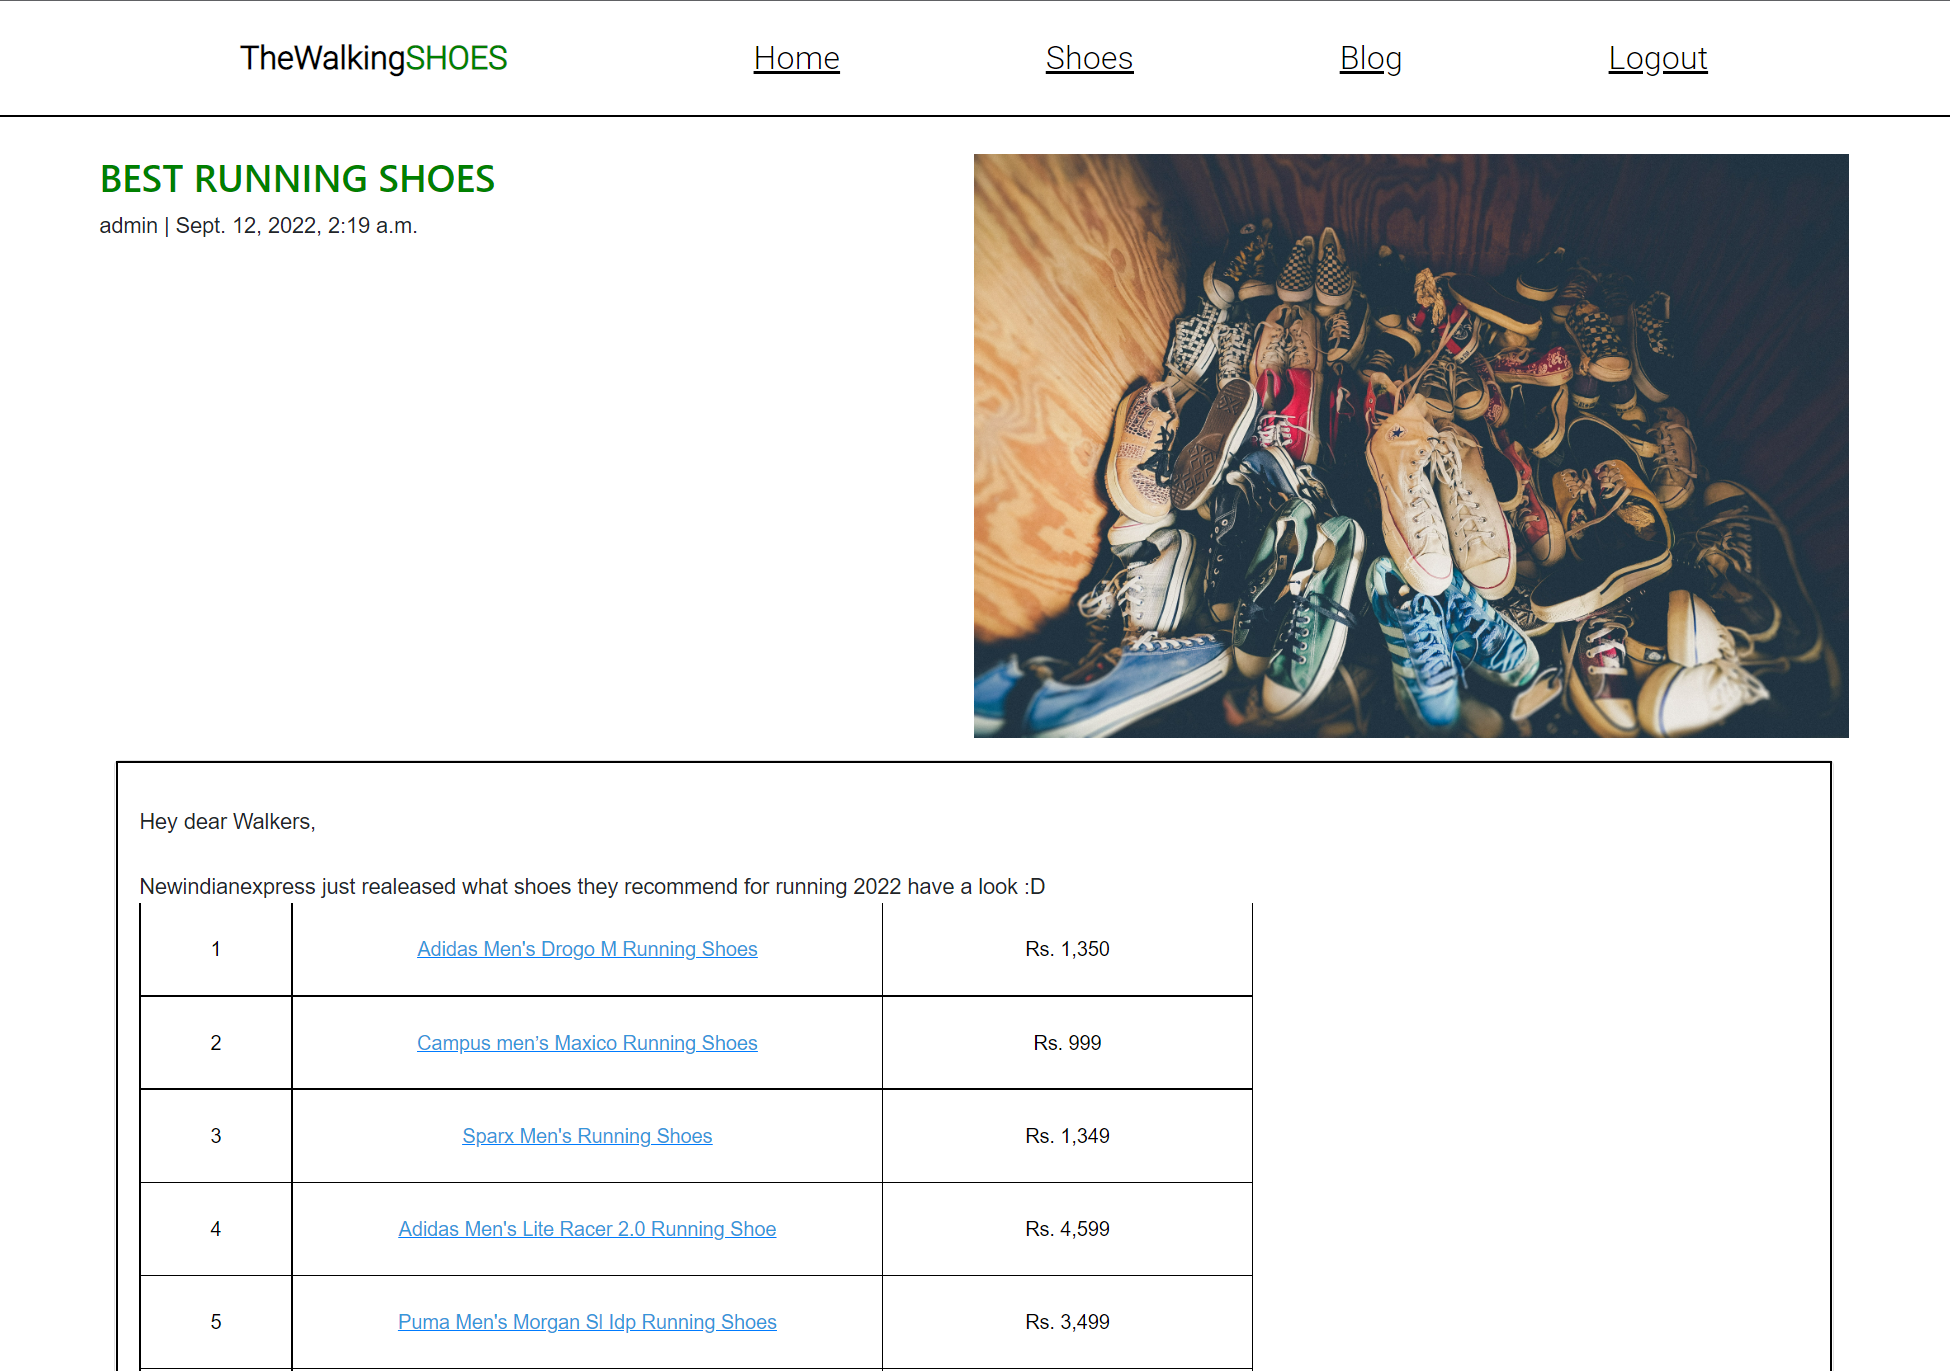 TheWalkingSHOES Home Shoes Blog Logout
BEST RUNNING SHOES
admin | Sept. 12, 2022, 2:19 a.m.
Hey dear Walkers,
Newindianexpress just realeased what shoes they recommend for running 2022 have a look :D
1 Adidas Men's Drogo M Running Shoes Rs. 1,350
2 Campus men’s Maxico Running Shoes Rs. 999
3 Sparx Men's Running Shoes Rs. 1,349
4 Adidas Men's Lite Racer 2.0 Running Shoe Rs. 4,599
5 Puma Men's Morgan Sl Idp Running Shoes Rs. 3,499